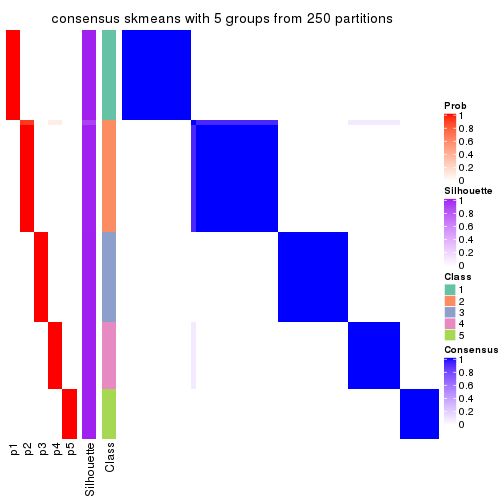 consensus skmeans with 5 groups from 250 partitions
Prob
1
0.8
0.6
0.4
0.2
0
Silhouette
1
0.8
0.6
0.4
0.2
0
Class
1
2
3
4
5
Consensus
1
0.8
0.6
0.4
0.2
0
p1
p2
p3
p4
p5
Silhouette
Class